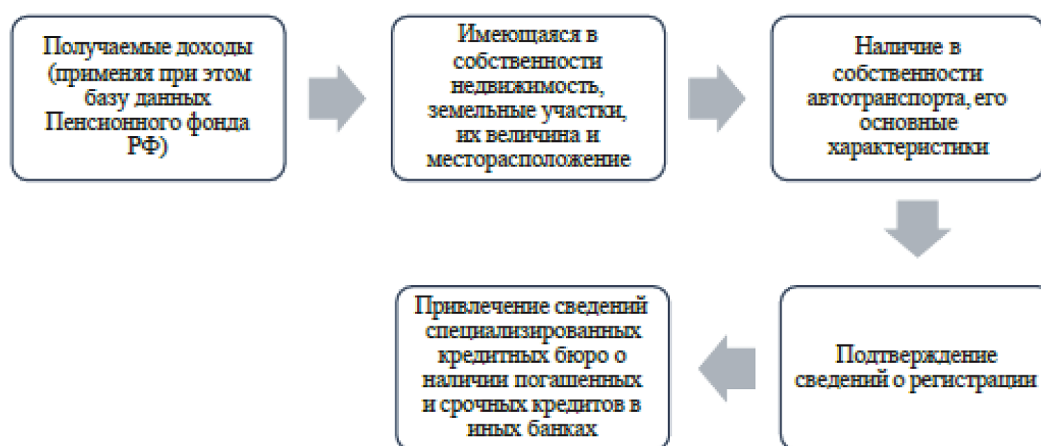 Получаемые доходы
(применяя при этом
базу данных
Пенсионного фонда
РФ)
Имеющаяся в
собственности
недвижимость,
земельные участки,
их величина и
месторасположение
Наличие в
собственности
автотранспорта, его
основные
характеристики
Подтверждение
сведений о регистрации
Привлечение сведений
специализированных
кредитных бюро о
наличии погашенных
и срочных кредитов в
иных банках